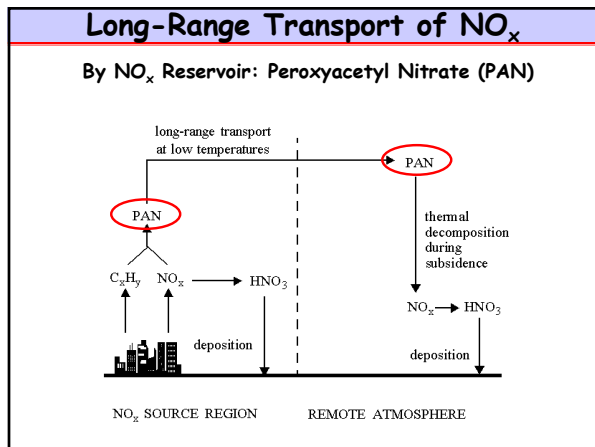 Long-Range Transport of NOₓ
By NOₓ Reservoir: Peroxyacetyl Nitrate (PAN)
long-range transport
at low temperatures
PAN
PAN
thermal
decomposition
during
subsidence
CₓHᵧ NOₓ HNO₃
NOₓ HNO₃
deposition
deposition
NOₓ SOURCE REGION REMOTE ATMOSPHERE